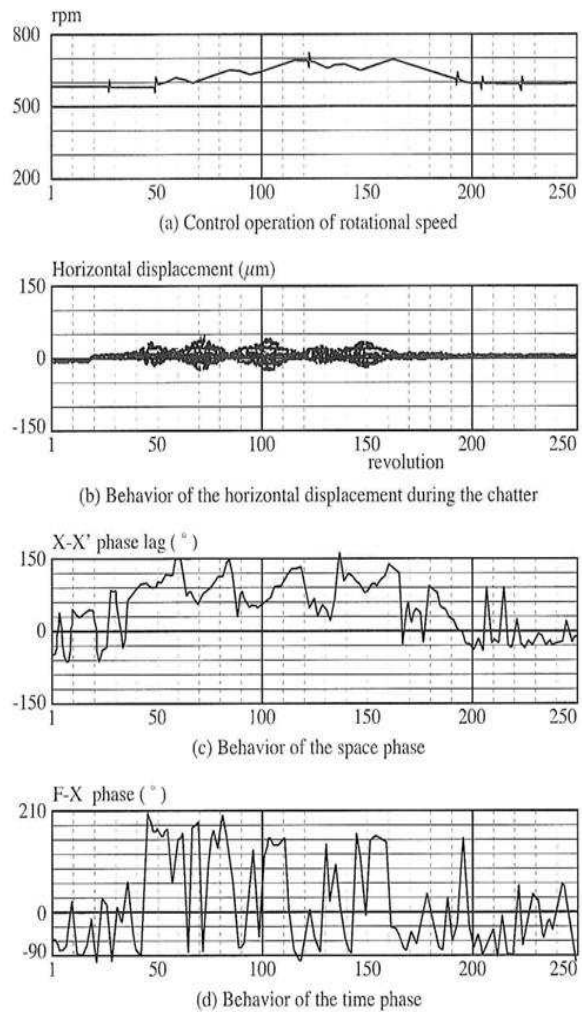 rpm
800
500
200
1 50 100 150 200 250
(a) Control operation of rotational speed
Horizontal displacement (μm)
150
0
-150
1 50 100 150 200 250
revolution
(b) Behavior of the horizontal displacement during the chatter
X-X' phase lag ( ° )
150
0
-150
1 50 100 150 200 250
(c) Behavior of the space phase
F-X phase ( ° )
210
0
-90
1 50 100 150 200 250
(d) Behavior of the time phase